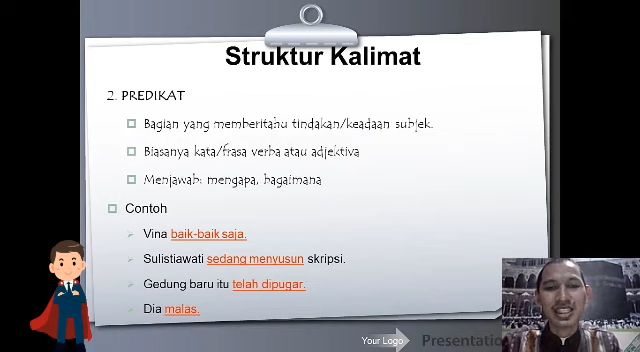 Struktur Kalimat
2. PREDIKAT
Bagian yang memberitahu tindakan/keadaan subjek.
Biasanya kata/frasa verba atau adjektiva
Menjawab: mengapa, bagaimana
Contoh
Vina baik-baik saja.
Sulistiawati sedang menyusun skripsi.
Gedung baru itu telah dipugar.
Dia malas.
Your Logo
Presentatio